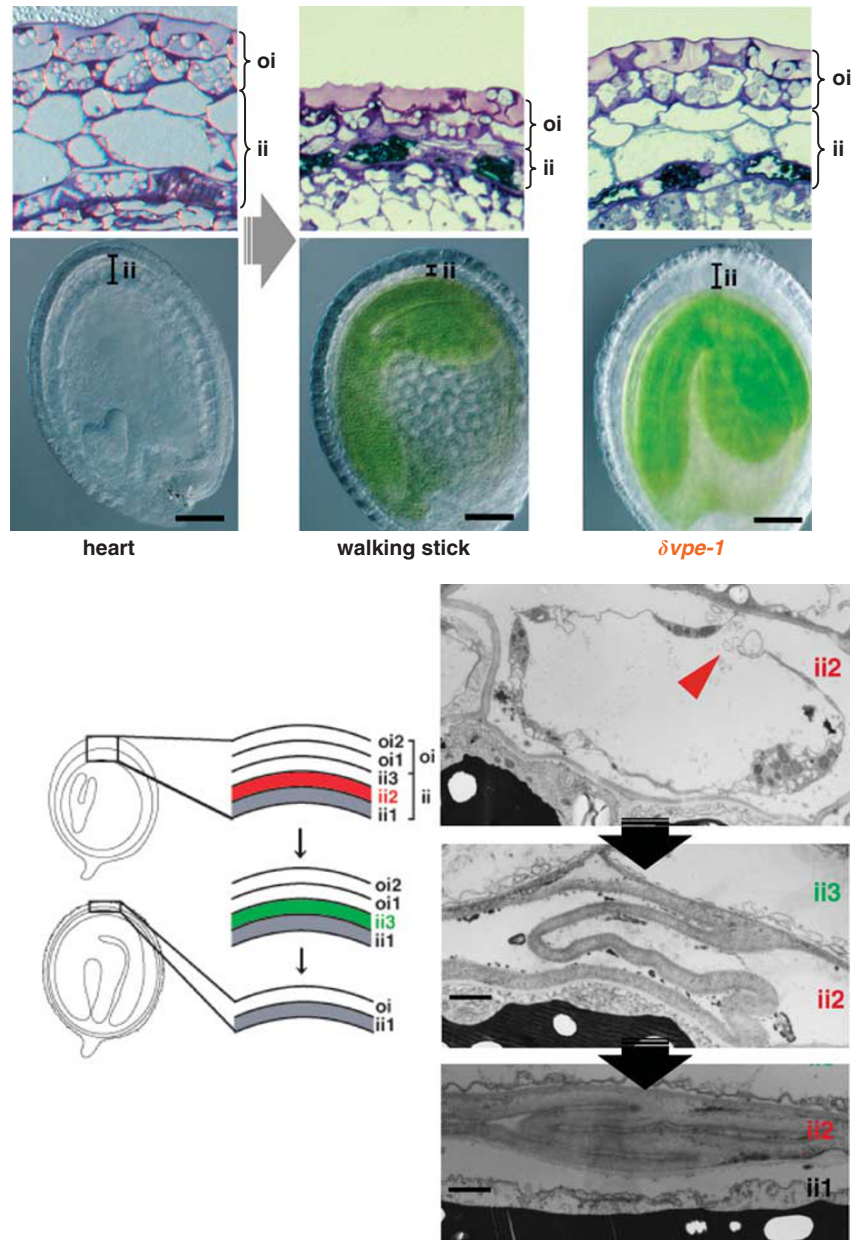 oi
ii
oi
ii
oi
ii
ii
ii
ii
heart
walking stick
δvpe-1
ii2
oi2
oi1
ii3
ii2
ii1
oi
ii
oi2
oi1
ii3
ii1
oi
ii1
ii3
ii2
ii2
ii1